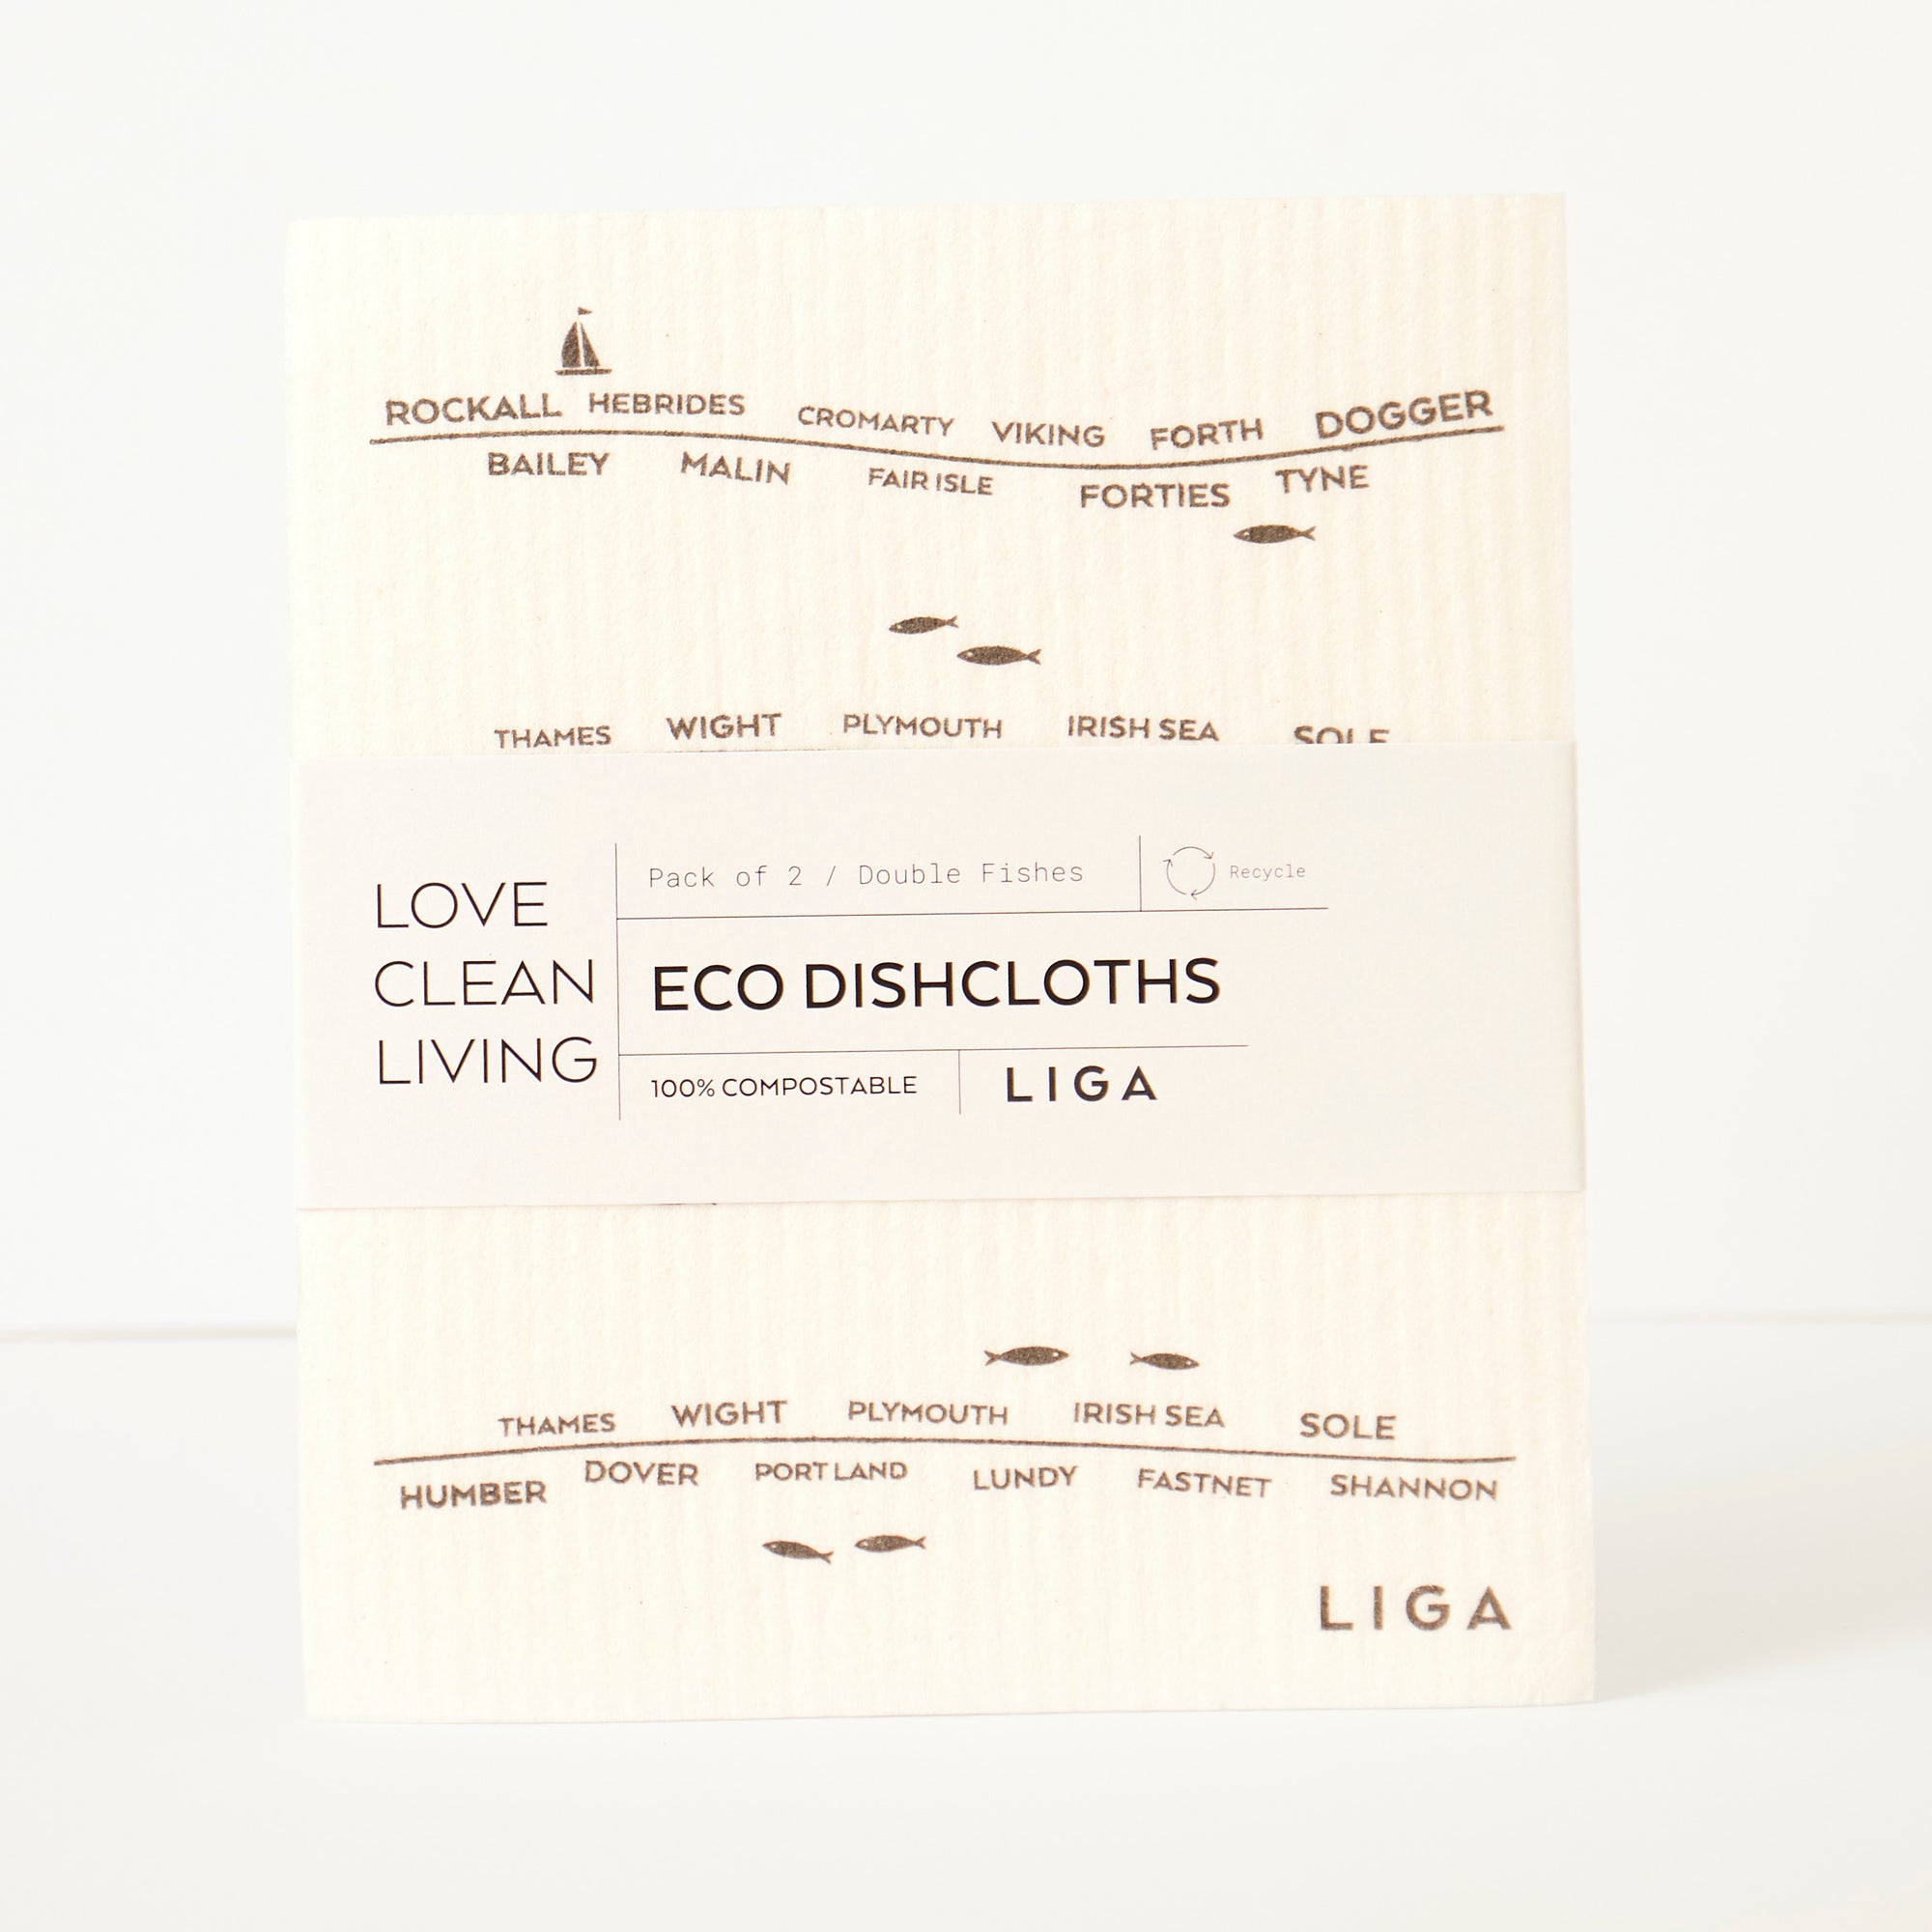 ROCKALL HEBRIDES CROMARTY VIKING FORTH DOGGER
BAILEY MALIN FAIR ISLE FORTIES TYNE
THAMES WIGHT PLYMOUTH IRISH SEA SOLE
LOVE
CLEAN
LIVING
Pack of 2 / Double Fishes
Recycle
ECO DISHCLOTHS
100% COMPOSTABLE
LIGA
THAMES WIGHT PLYMOUTH IRISH SEA SOLE
HUMBER DOVER PORTLAND LUNDY FASTNET SHANNON
LIGA